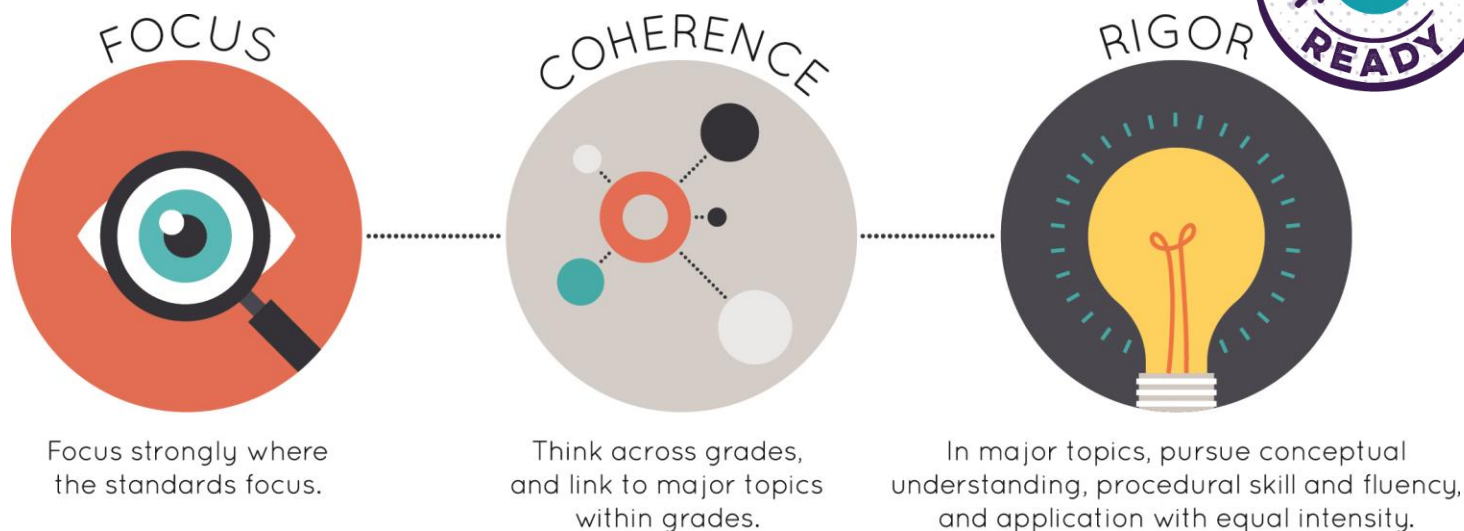 FOCUS
COHERENCE
RIGOR
READY
Focus strongly where
the standards focus.
Think across grades,
and link to major topics
within grades.
In major topics, pursue conceptual
understanding, procedural skill and fluency,
and application with equal intensity.